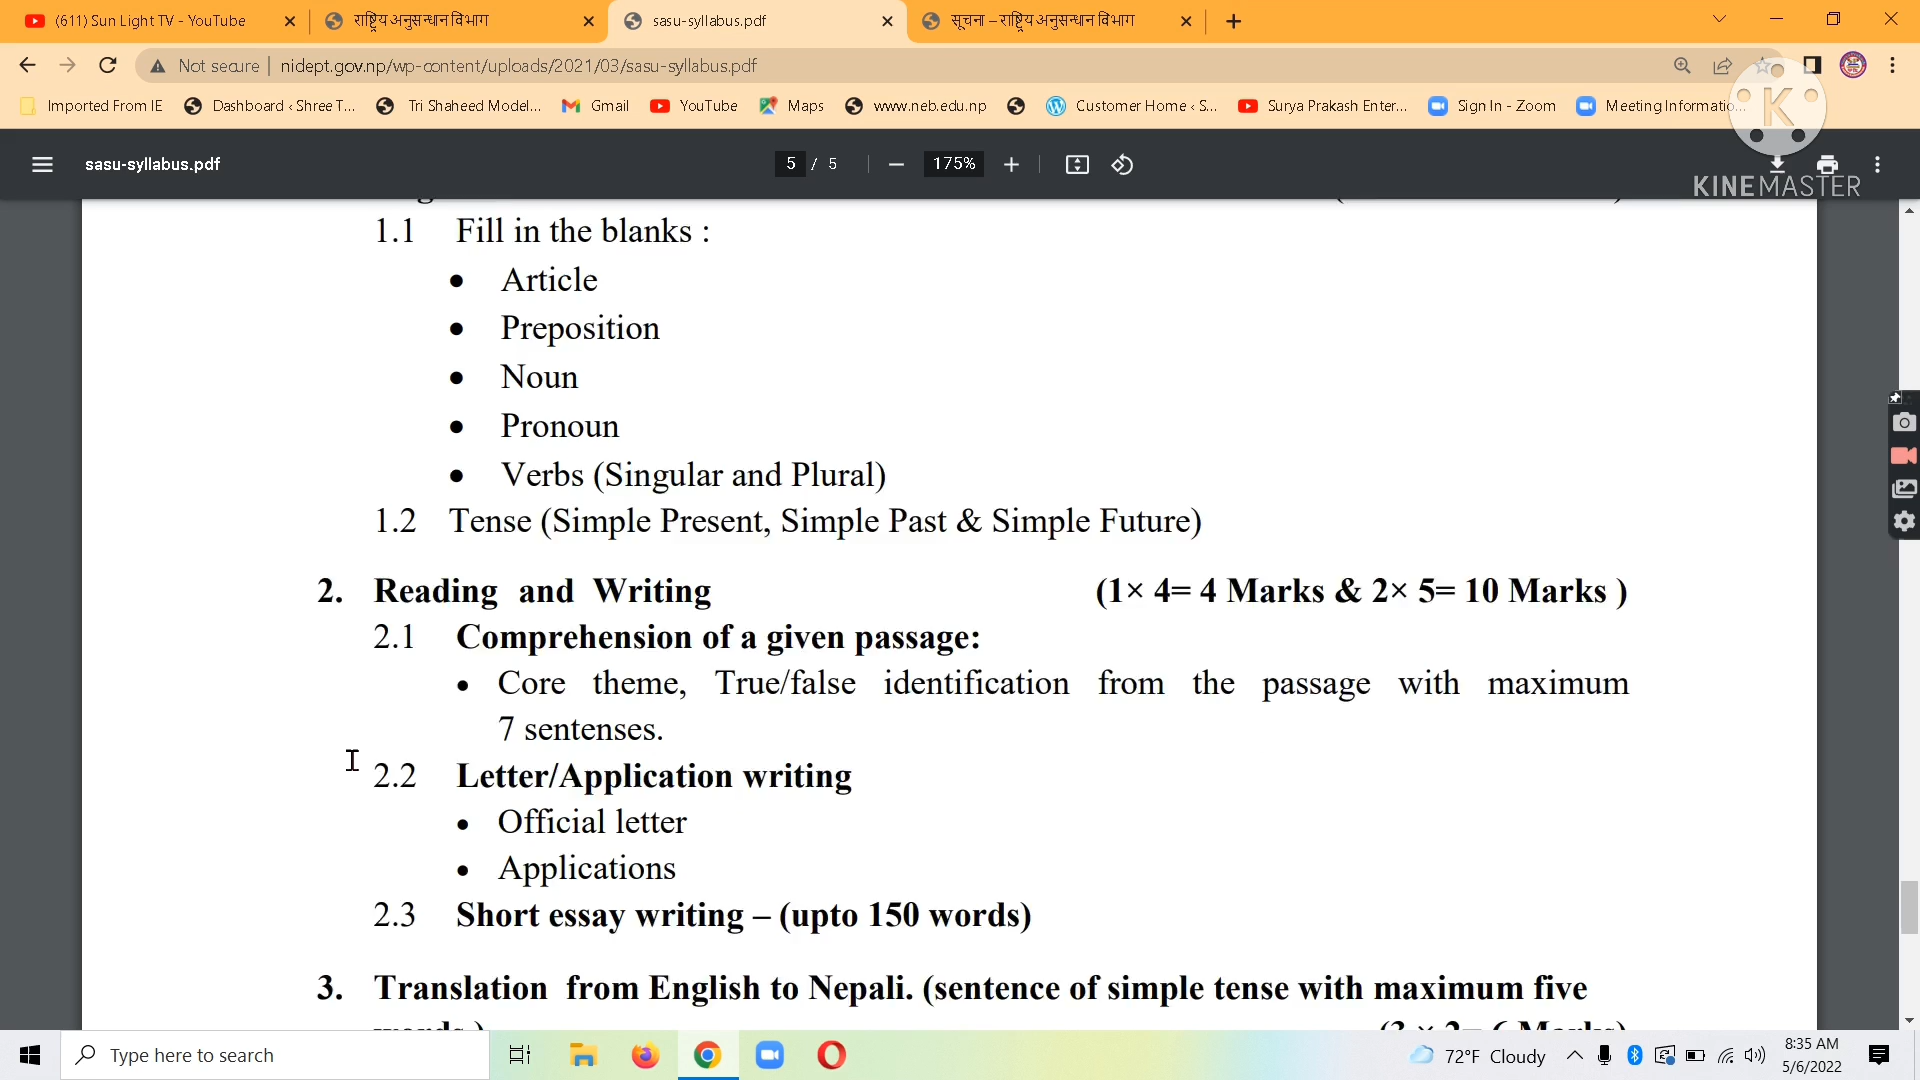 (611) Sun Light TV - YouTube
राष्ट्रिय अनुसन्धान विभाग
sasu-syllabus.pdf
सूचना – राष्ट्रिय अनुसन्धान विभाग
Not secure | nidept.gov.np/wp-content/uploads/2021/03/sasu-syllabus.pdf
Imported From IE
Dashboard ‹ Shree T...
Tri Shaheed Model...
Gmail
YouTube
Maps
www.neb.edu.np
Customer Home ‹ S...
Surya Prakash Enter...
Sign In - Zoom
Meeting Informatio...
K
KINEMASTER
sasu-syllabus.pdf
5 / 5
175%
1.1 Fill in the blanks :
• Article
• Preposition
• Noun
• Pronoun
• Verbs (Singular and Plural)
1.2 Tense (Simple Present, Simple Past & Simple Future)
2. Reading and Writing (1× 4= 4 Marks & 2× 5= 10 Marks )
2.1 Comprehension of a given passage:
• Core theme, True/false identification from the passage with maximum
7 sentenses.
2.2 Letter/Application writing
• Official letter
• Applications
2.3 Short essay writing – (upto 150 words)
3. Translation from English to Nepali. (sentence of simple tense with maximum five
words ) (3 × 2= 6 Marks)
Type here to search
72°F Cloudy
8:35 AM
5/6/2022